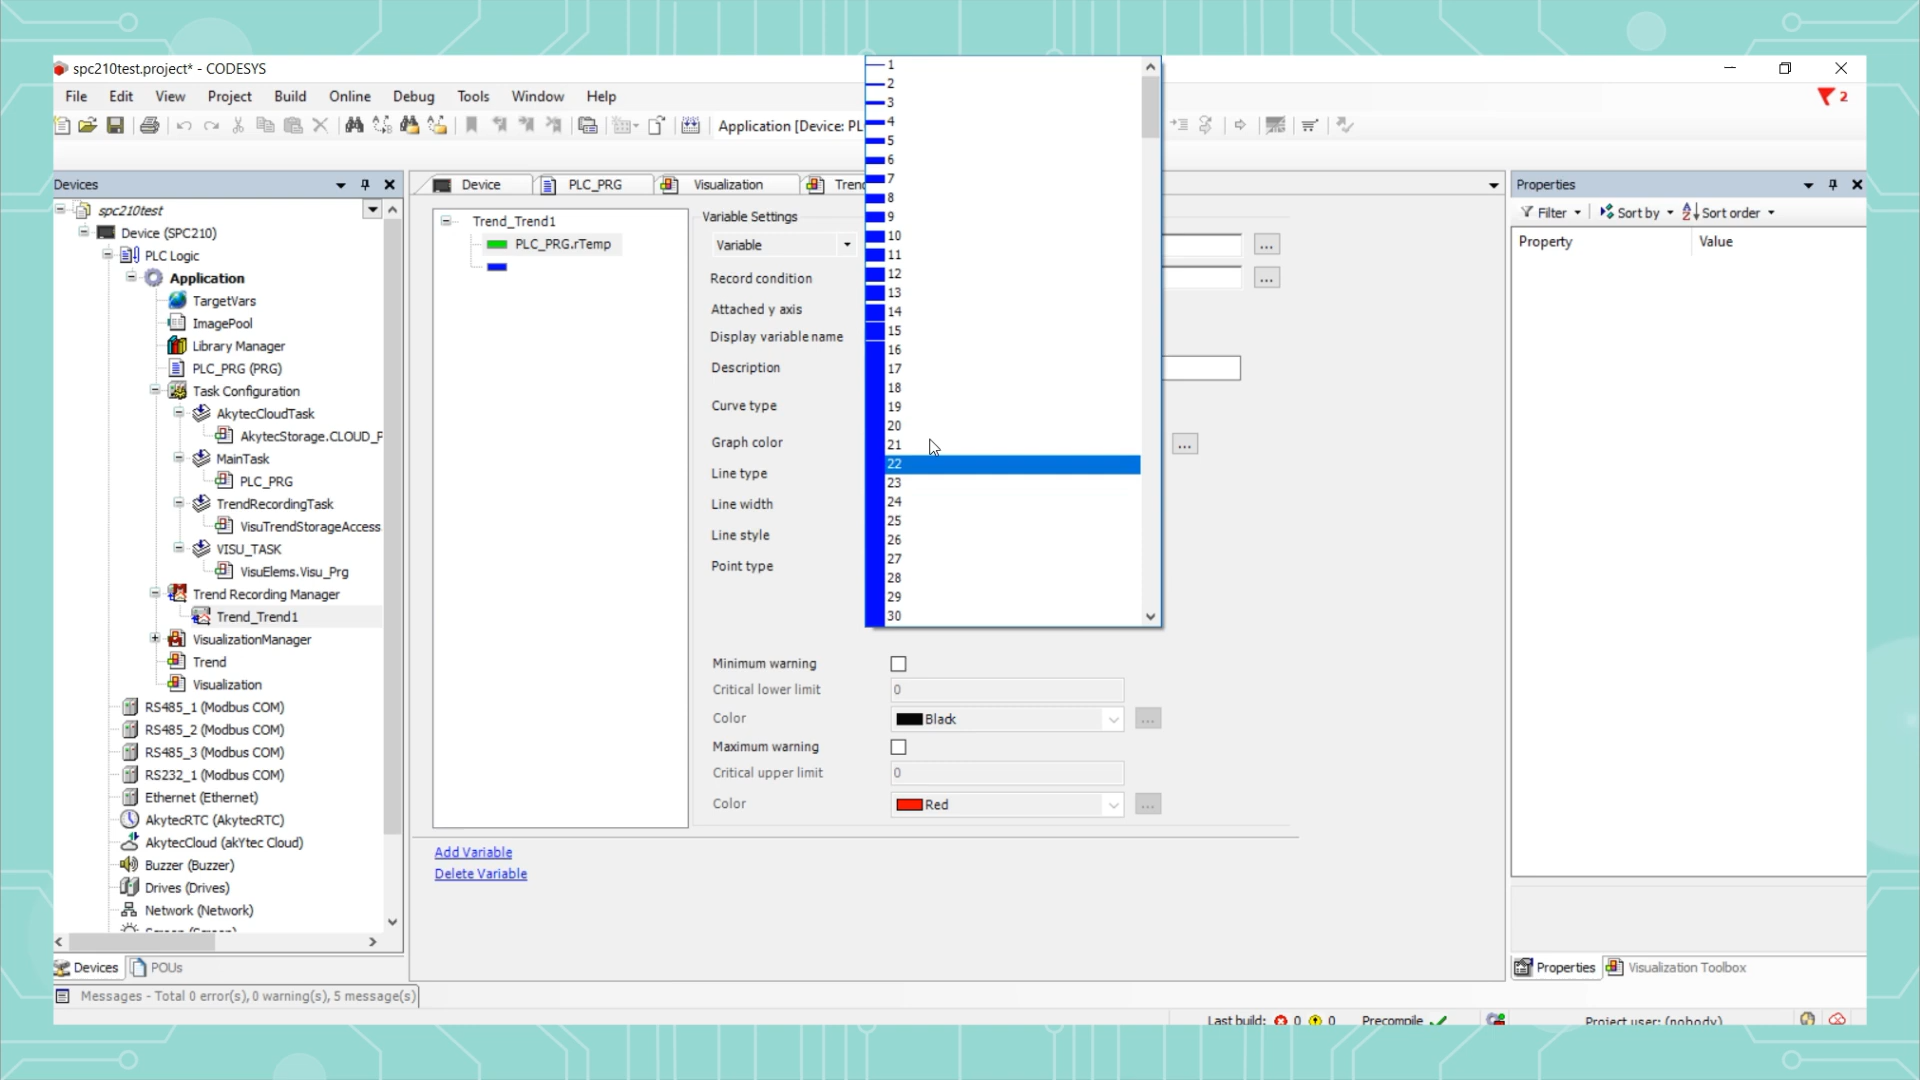 spc210test.project* - CODESYS
File Edit View Project Build Online Debug Tools Window Help
2
Application [Device: PL
Devices
spc210test
Device (SPC210)
PLC Logic
Application
TargetVars
ImagePool
Library Manager
PLC_PRG (PRG)
Task Configuration
AkytecCloudTask
AkytecStorage.CLOUD_P
MainTask
PLC_PRG
TrendRecordingTask
VisuTrendStorageAccess
VISU_TASK
VisuElems.Visu_Prg
Trend Recording Manager
Trend_Trend1
VisualizationManager
Trend
Visualization
RS485_1 (Modbus COM)
RS485_2 (Modbus COM)
RS485_3 (Modbus COM)
RS232_1 (Modbus COM)
Ethernet (Ethernet)
AkytecRTC (AkytecRTC)
AkytecCloud (akYtec Cloud)
Buzzer (Buzzer)
Drives (Drives)
Network (Network)
Devices POUs
Messages - Total 0 error(s), 0 warning(s), 5 message(s)
Device PLC_PRG Visualization Tren
Trend_Trend1
PLC_PRG.rTemp
Add Variable
Delete Variable
Variable Settings
Variable
...
Record condition
...
Attached y axis
Display variable name
Description
Curve type
Graph color
...
Line type
Line width
Line style
Point type
1
2
3
4
5
6
7
8
9
10
11
12
13
14
15
16
17
18
19
20
21
22
23
24
25
26
27
28
29
30
Minimum warning
Critical lower limit 0
Color Black ...
Maximum warning
Critical upper limit 0
Color Red ...
Properties
Filter Sort by Sort order
Property Value
Properties Visualization Toolbox
Last build: 0 0 Precompile Project user: (nobody)